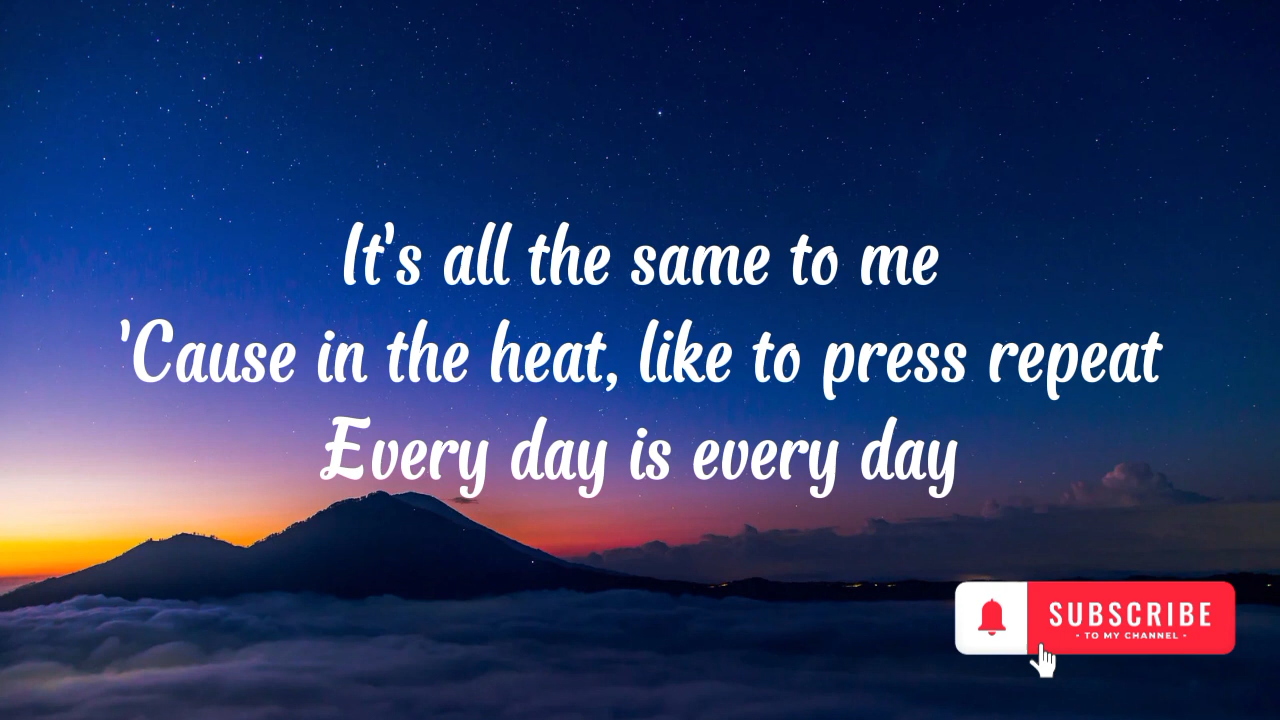 It's all the same to me
'Cause in the heat, like to press repeat
Every day is every day
SUBSCRIBE
- TO MY CHANNEL -